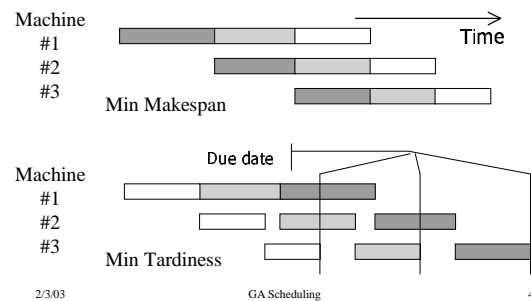 Machine
#1
#2
#3
Time
Min Makespan
Due date
Machine
#1
#2
#3
Min Tardiness
2/3/03
GA Scheduling
4